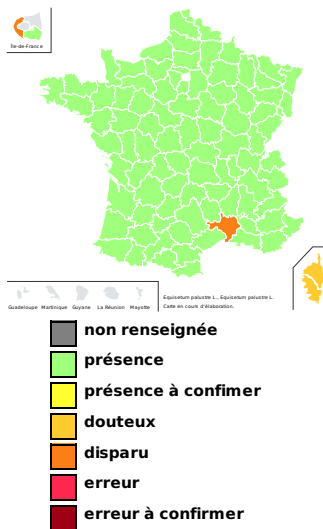 Île-de-France
Guadeloupe Martinique Guyane La Réunion Mayotte
Equisetum palustre L., Equisetum palustre L.
Carte en cours d'élaboration.
non renseignée
présence
présence à confimer
douteux
disparu
erreur
erreur à confirmer